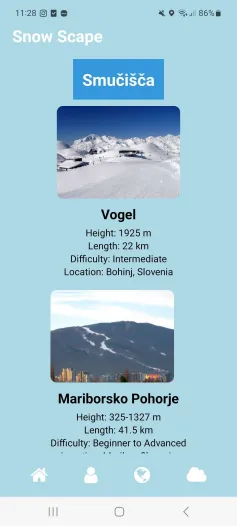 11:28
86%
Snow Scape
Smučišča
Vogel
Height: 1925 m
Length: 22 km
Difficulty: Intermediate
Location: Bohinj, Slovenia
Mariborsko Pohorje
Height: 325-1327 m
Length: 41.5 km
Difficulty: Beginner to Advanced